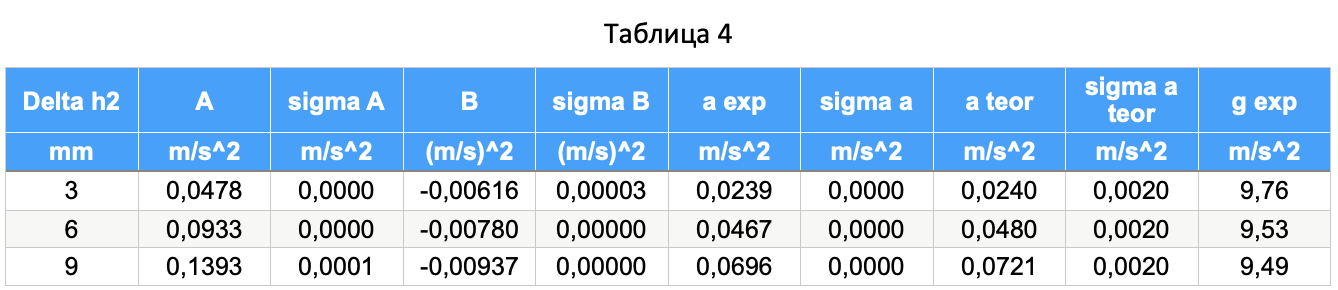 Таблица 4
Delta h2 A sigma A B sigma B a exp sigma a a teor sigma a teor g exp
mm m/s^2 m/s^2 (m/s)^2 (m/s)^2 m/s^2 m/s^2 m/s^2 m/s^2 m/s^2
3 0,0478 0,0000 -0,00616 0,00003 0,0239 0,0000 0,0240 0,0020 9,76
6 0,0933 0,0000 -0,00780 0,00000 0,0467 0,0000 0,0480 0,0020 9,53
9 0,1393 0,0001 -0,00937 0,00000 0,0696 0,0000 0,0721 0,0020 9,49